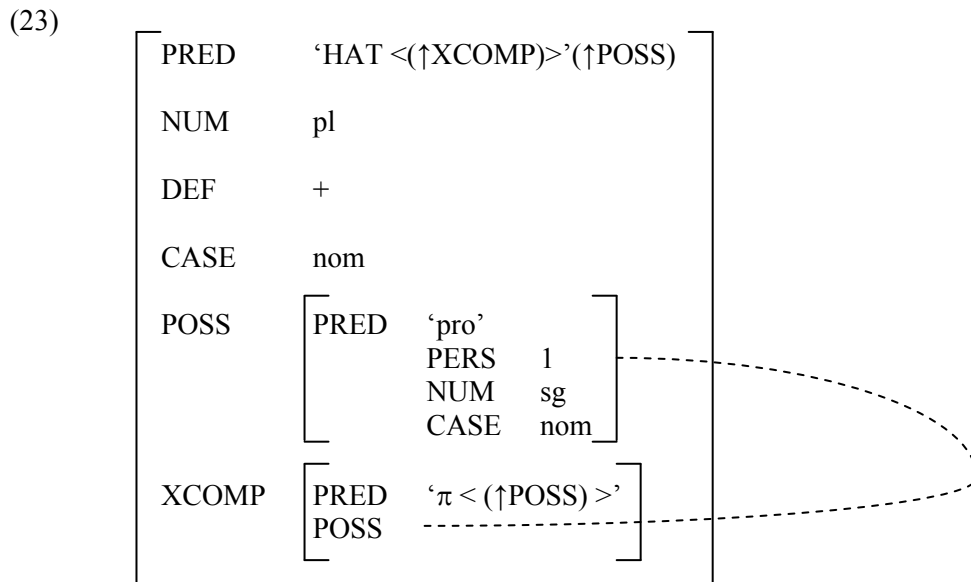 (23)
PRED ‘HAT <(↑XCOMP)>’(↑POSS)
NUM pl
DEF +
CASE nom
POSS PRED ‘pro’
PERS 1
NUM sg
CASE nom
XCOMP PRED ‘π < (↑POSS) >’
POSS